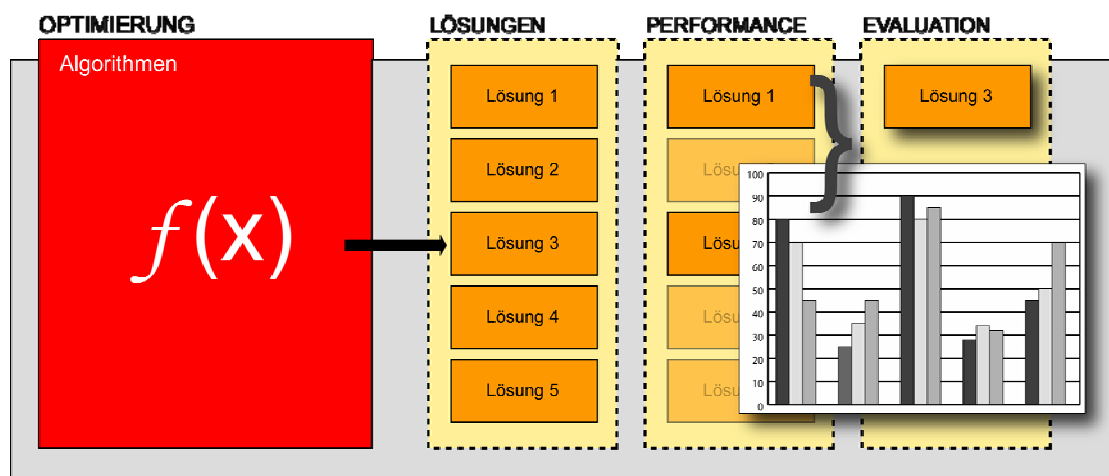 OPTIMIERUNG
Algorithmen
f(x)
LÖSUNGEN
Lösung 1
Lösung 2
Lösung 3
Lösung 4
Lösung 5
PERFORMANCE
Lösung 1
}
EVALUATION
Lösung 3
100
90
80
70
60
50
40
30
20
10
0